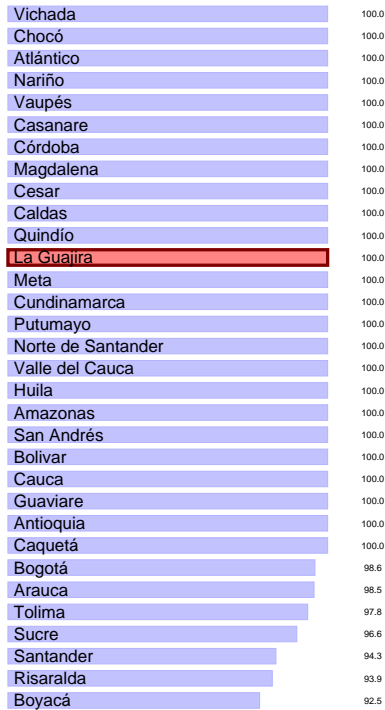 Vichada 100.0
Chocó 100.0
Atlántico 100.0
Nariño 100.0
Vaupés 100.0
Casanare 100.0
Córdoba 100.0
Magdalena 100.0
Cesar 100.0
Caldas 100.0
Quindío 100.0
La Guajira 100.0
Meta 100.0
Cundinamarca 100.0
Putumayo 100.0
Norte de Santander 100.0
Valle del Cauca 100.0
Huila 100.0
Amazonas 100.0
San Andrés 100.0
Bolivar 100.0
Cauca 100.0
Guaviare 100.0
Antioquia 100.0
Caquetá 100.0
Bogotá 98.6
Arauca 98.5
Tolima 97.8
Sucre 96.6
Santander 94.3
Risaralda 93.9
Boyacá 92.5